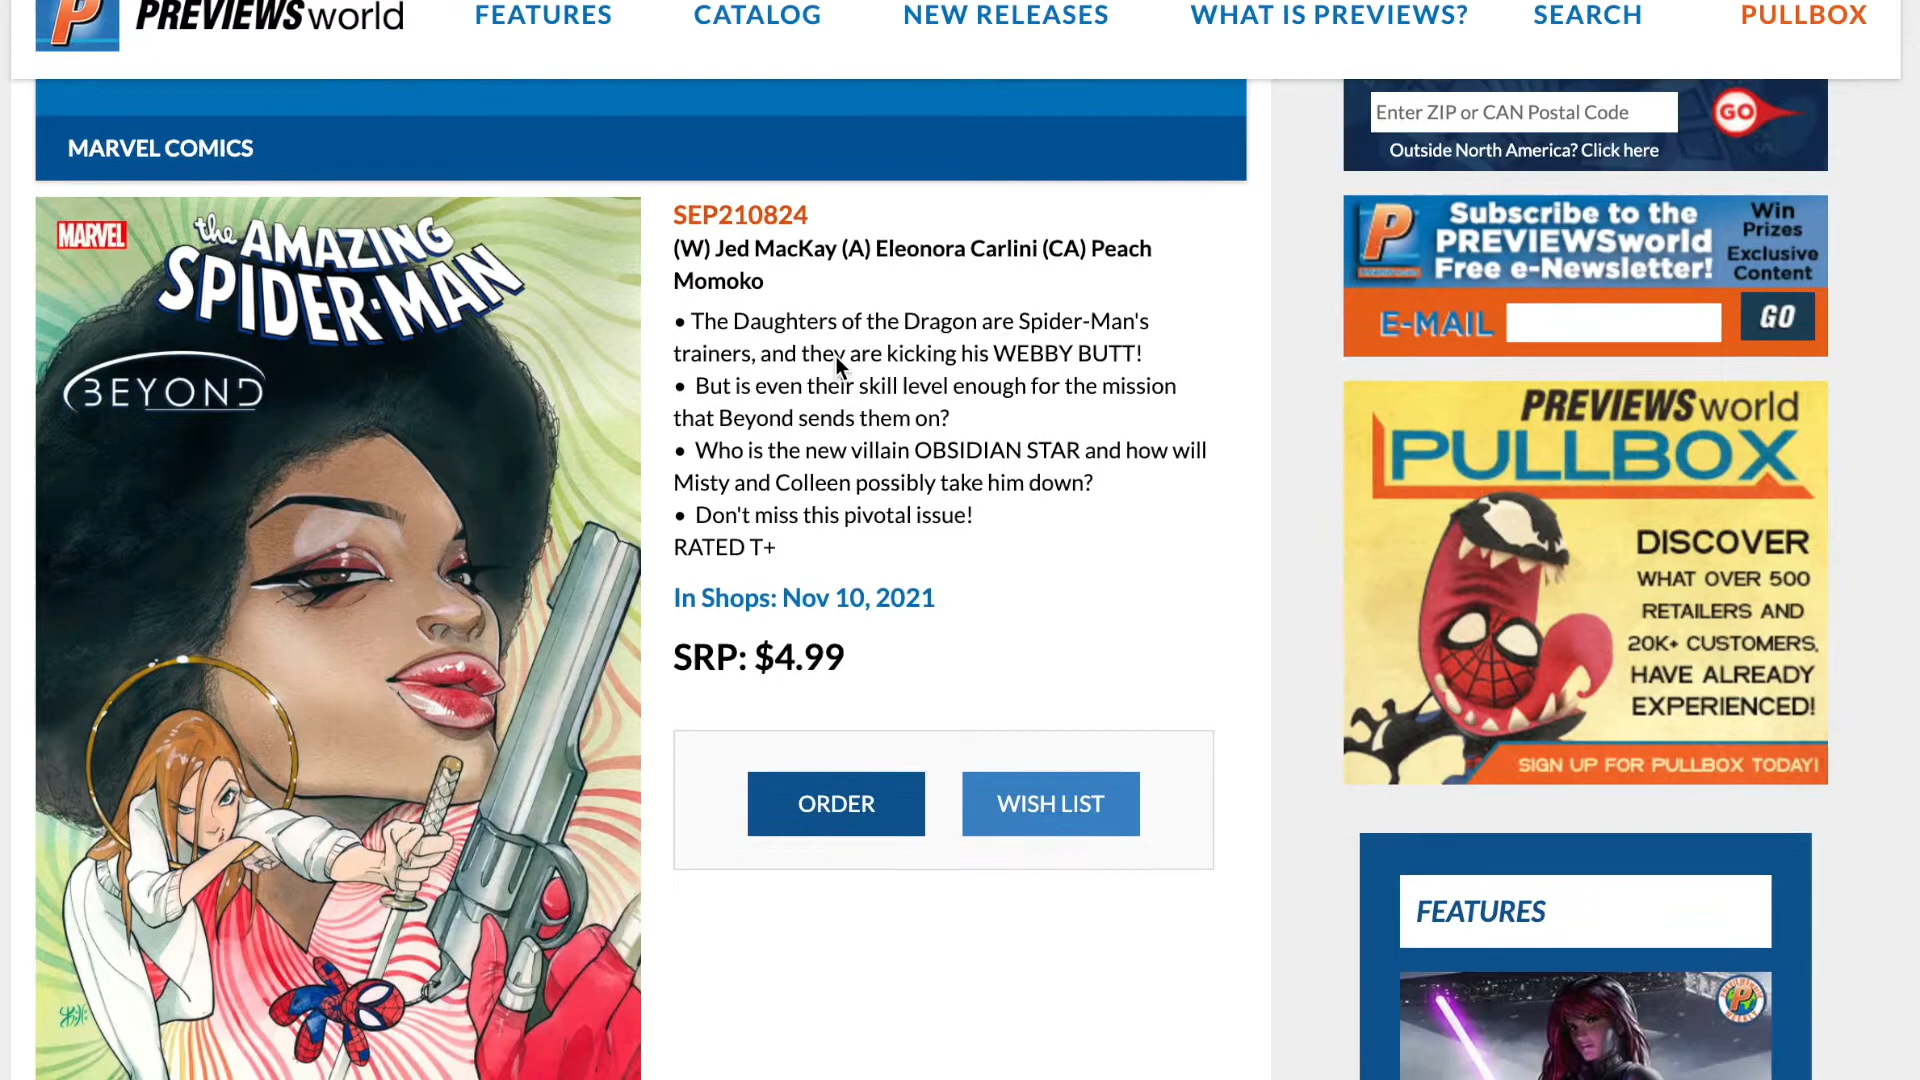 PREVIEWSworld
FEATURES
CATALOG
NEW RELEASES
WHAT IS PREVIEWS?
SEARCH
PULLBOX
MARVEL COMICS
MARVEL
the AMAZING
SPIDER-MAN
BEYOND
SEP210824
(W) Jed MacKay (A) Eleonora Carlini (CA) Peach
Momoko
• The Daughters of the Dragon are Spider-Man's
trainers, and they are kicking his WEBBY BUTT!
• But is even their skill level enough for the mission
that Beyond sends them on?
• Who is the new villain OBSIDIAN STAR and how will
Misty and Colleen possibly take him down?
• Don't miss this pivotal issue!
RATED T+
In Shops: Nov 10, 2021
SRP: $4.99
ORDER
WISH LIST
Enter ZIP or CAN Postal Code
GO
Outside North America? Click here
Subscribe to the
PREVIEWSworld
Free e-Newsletter!
Win
Prizes
Exclusive
Content
E-MAIL
GO
PREVIEWSworld
PULLBOX
DISCOVER
WHAT OVER 500
RETAILERS AND
20K+ CUSTOMERS,
HAVE ALREADY
EXPERIENCED!
SIGN UP FOR PULLBOX TODAY!
FEATURES